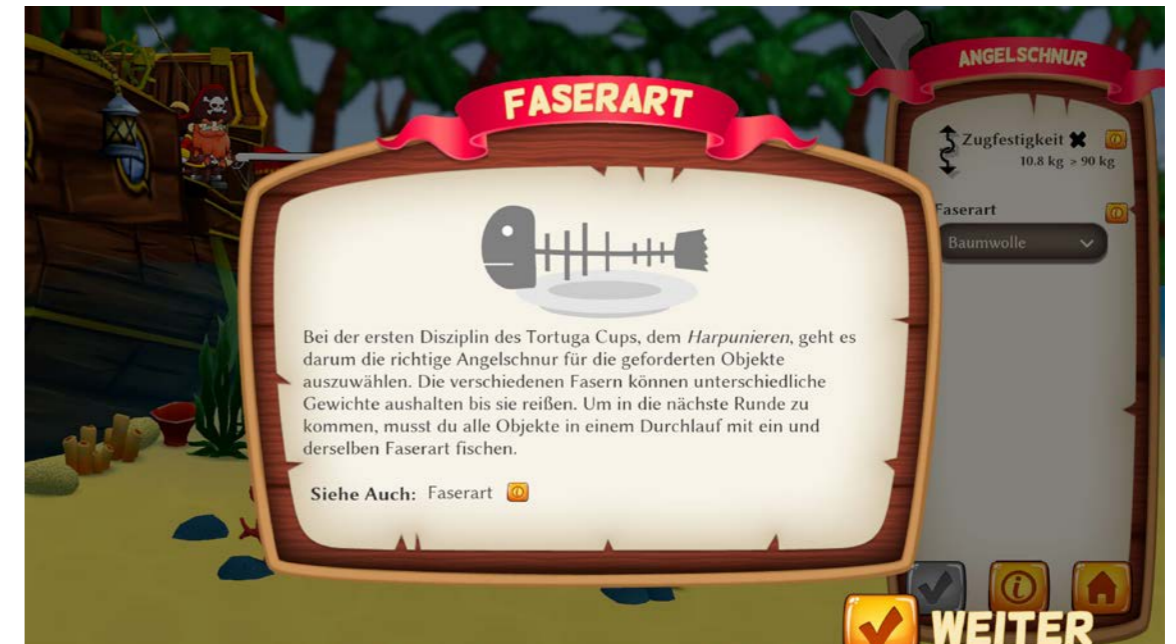 FASERART
Bei der ersten Disziplin des Tortuga Cups, dem Harpunieren, geht es
darum die richtige Angelschnur für die geforderten Objekte
auszuwählen. Die verschiedenen Fasern können unterschiedliche
Gewichte aushalten bis sie reißen. Um in die nächste Runde zu
kommen, musst du alle Objekte in einem Durchlauf mit ein und
derselben Faserart fischen.
Siehe Auch: Faserart
ANGELSCHNUR
Zugfestigkeit
10.8 kg ≥ 90 kg
Faserart
Baumwolle
WEITER